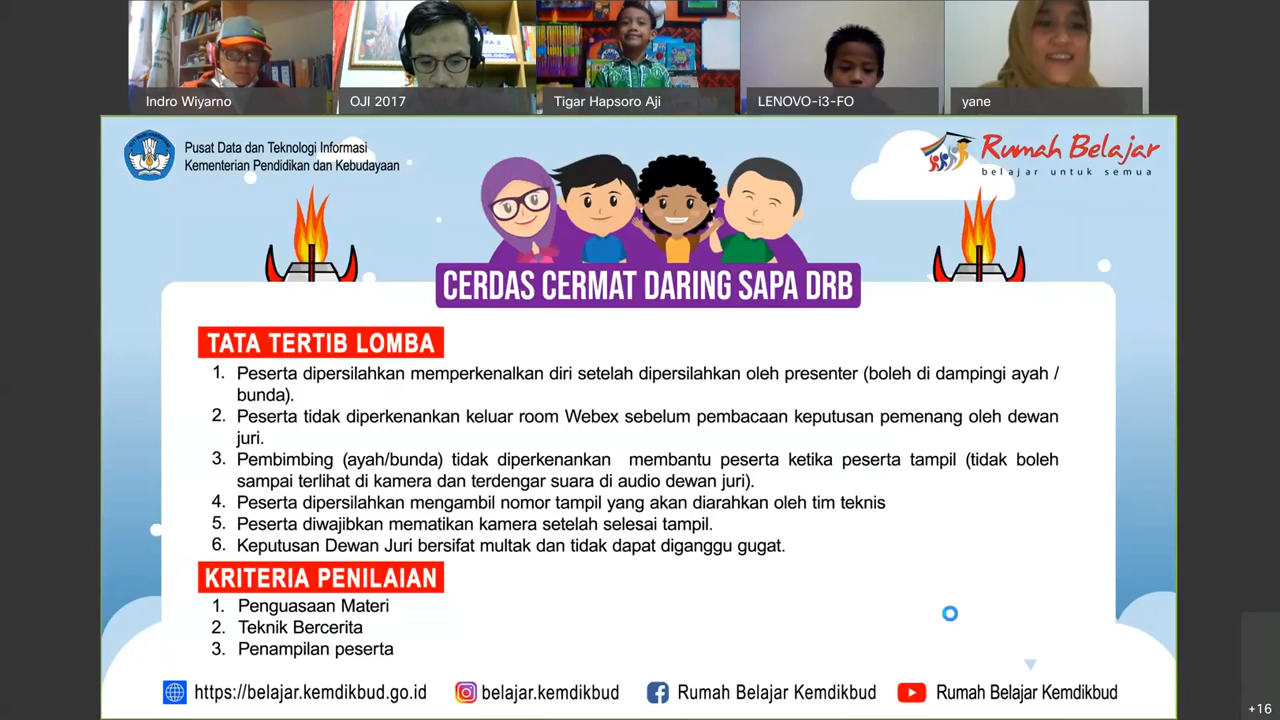 Indro Wiyarno
OJI 2017
Tigar Hapsoro Aji
LENOVO-i3-FO
yane
Pusat Data dan Teknologi Informasi
Kementerian Pendidikan dan Kebudayaan
Rumah Belajar
belajar untuk semua
CERDAS CERMAT DARING SAPA DRB
TATA TERTIB LOMBA
1. Peserta dipersilahkan memperkenalkan diri setelah dipersilahkan oleh presenter (boleh di dampingi ayah /
bunda).
2. Peserta tidak diperkenankan keluar room Webex sebelum pembacaan keputusan pemenang oleh dewan
juri.
3. Pembimbing (ayah/bunda) tidak diperkenankan membantu peserta ketika peserta tampil (tidak boleh
sampai terlihat di kamera dan terdengar suara di audio dewan juri).
4. Peserta dipersilahkan mengambil nomor tampil yang akan diarahkan oleh tim teknis
5. Peserta diwajibkan mematikan kamera setelah selesai tampil.
6. Keputusan Dewan Juri bersifat multak dan tidak dapat diganggu gugat.
KRITERIA PENILAIAN
1. Penguasaan Materi
2. Teknik Bercerita
3. Penampilan peserta
https://belajar.kemdikbud.go.id
belajar.kemdikbud
Rumah Belajar Kemdikbud
Rumah Belajar Kemdikbud
+16